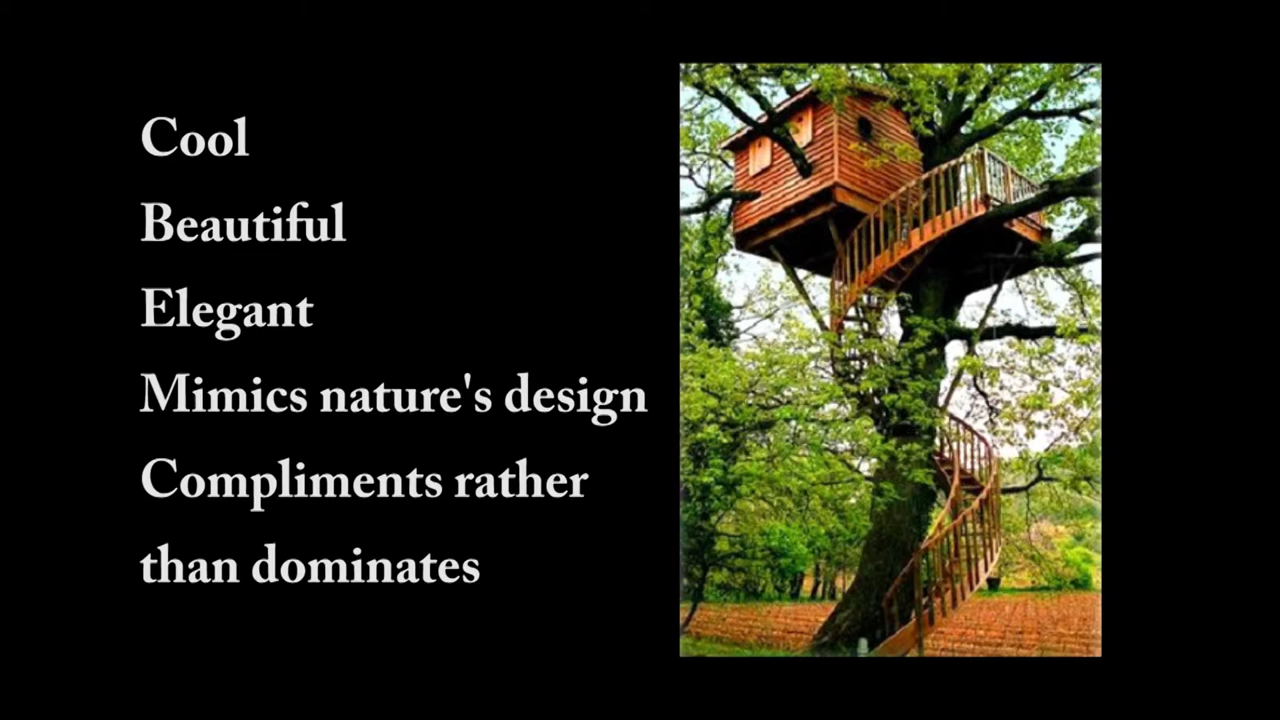 Cool
Beautiful
Elegant
Mimics nature's design
Compliments rather
than dominates